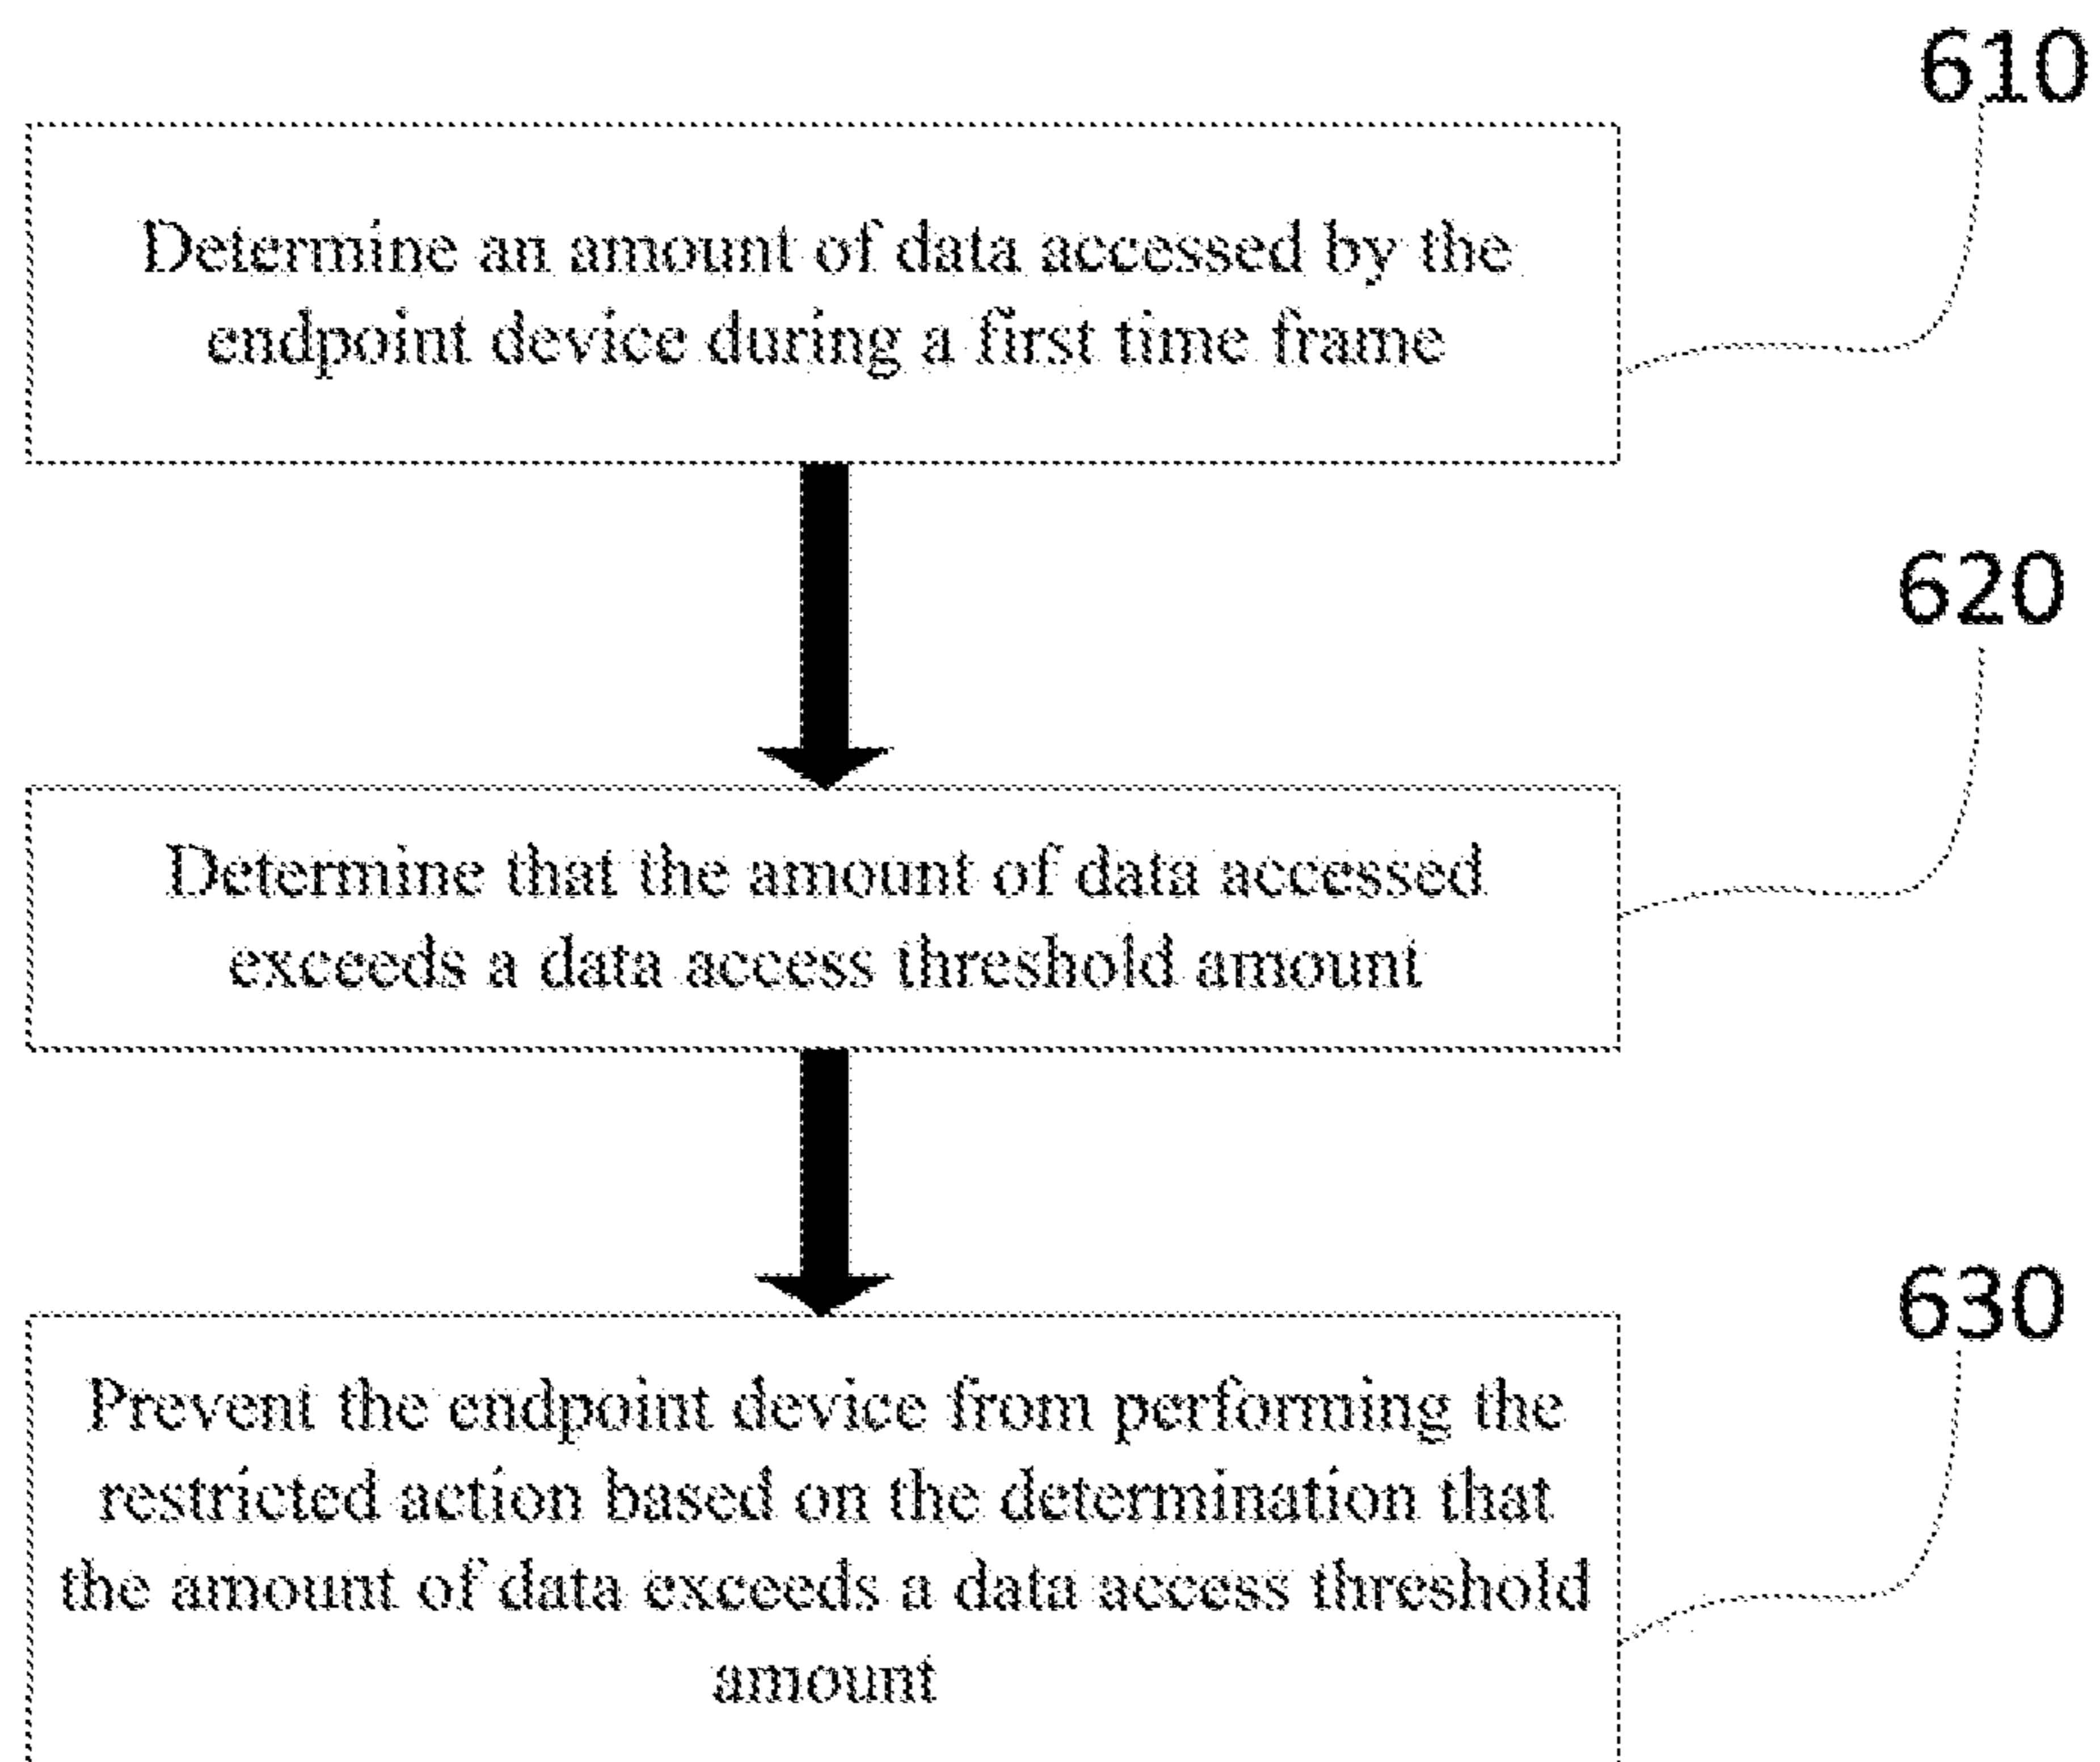 610
Determine an amount of data accessed by the
endpoint device during a first time frame
620
Determine that the amount of data accessed
exceeds a data access threshold amount
630
Prevent the endpoint device from performing the
restricted action based on the determination that
the amount of data exceeds a data access threshold
amount